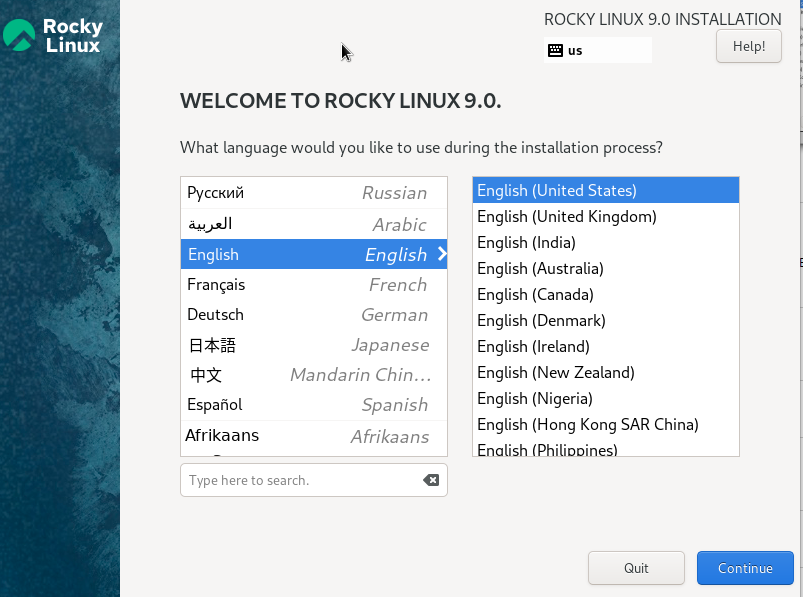 Rocky
Linux
ROCKY LINUX 9.0 INSTALLATION
us
Help!
WELCOME TO ROCKY LINUX 9.0.
What language would you like to use during the installation process?
Русский Russian
العربية Arabic
English English
Français French
Deutsch German
日本語 Japanese
中文 Mandarin Chin...
Español Spanish
Afrikaans Afrikaans
Type here to search.
English (United States)
English (United Kingdom)
English (India)
English (Australia)
English (Canada)
English (Denmark)
English (Ireland)
English (New Zealand)
English (Nigeria)
English (Hong Kong SAR China)
English (Philippines)
Quit
Continue